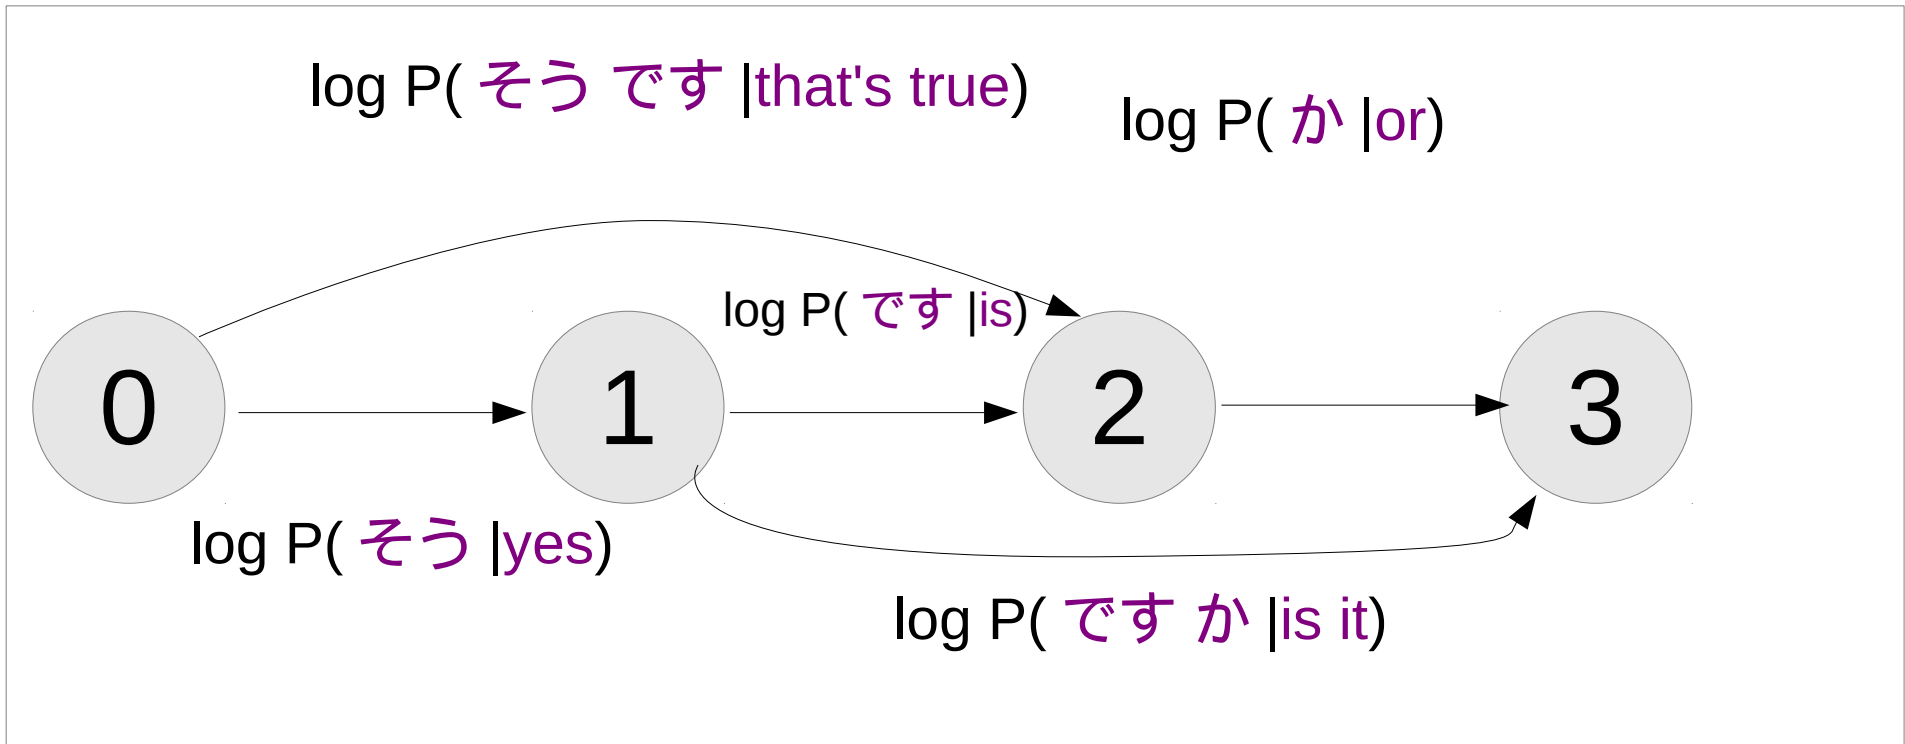 log P( そう です |that's true)
log P( か |or)
log P( です |is)
0
1
2
3
log P( そう |yes)
log P( です か |is it)